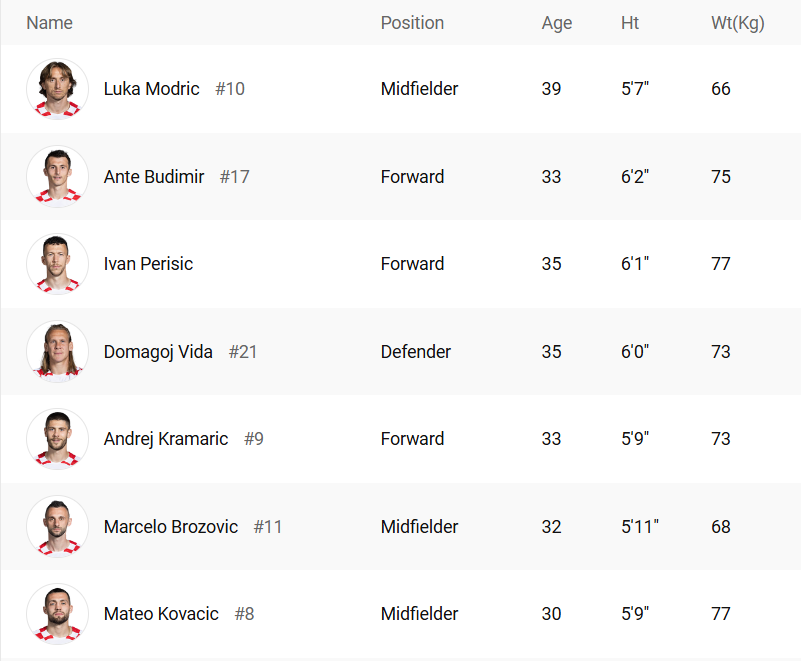 Name Position Age Ht Wt(Kg)
Luka Modric #10 Midfielder 39 5'7" 66
Ante Budimir #17 Forward 33 6'2" 75
Ivan Perisic Forward 35 6'1" 77
Domagoj Vida #21 Defender 35 6'0" 73
Andrej Kramaric #9 Forward 33 5'9" 73
Marcelo Brozovic #11 Midfielder 32 5'11" 68
Mateo Kovacic #8 Midfielder 30 5'9" 77